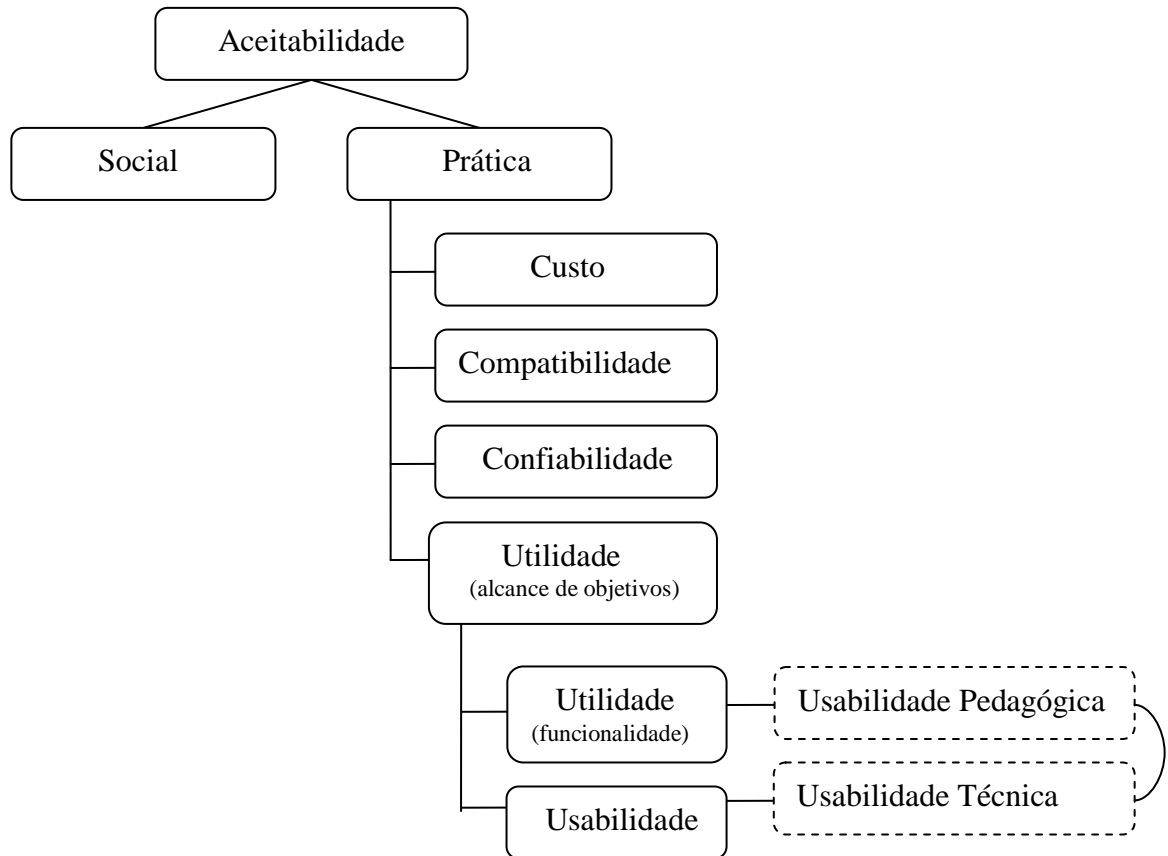 Aceitabilidade
Social
Prática
Custo
Compatibilidade
Confiabilidade
Utilidade
(alcance de objetivos)
Utilidade
(funcionalidade)
Usabilidade Pedagógica
Usabilidade
Usabilidade Técnica